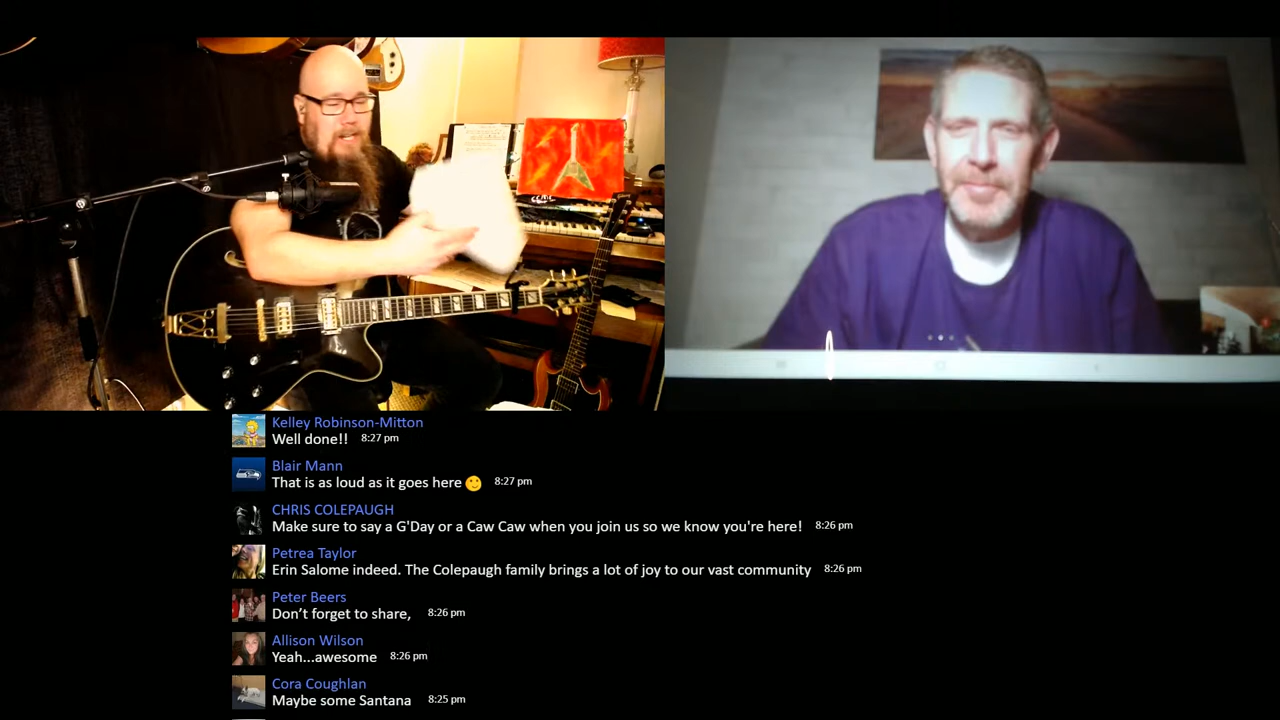 Kelley Robinson-Mitton
Well done!! 8:27 pm
Blair Mann
That is as loud as it goes here 🙂 8:27 pm
CHRIS COLEPAUGH
Make sure to say a G'Day or a Caw Caw when you join us so we know you're here! 8:26 pm
Petrea Taylor
Erin Salome indeed. The Colepaugh family brings a lot of joy to our vast community 8:26 pm
Peter Beers
Don't forget to share, 8:26 pm
Allison Wilson
Yeah...awesome 8:26 pm
Cora Coughlan
Maybe some Santana 8:25 pm